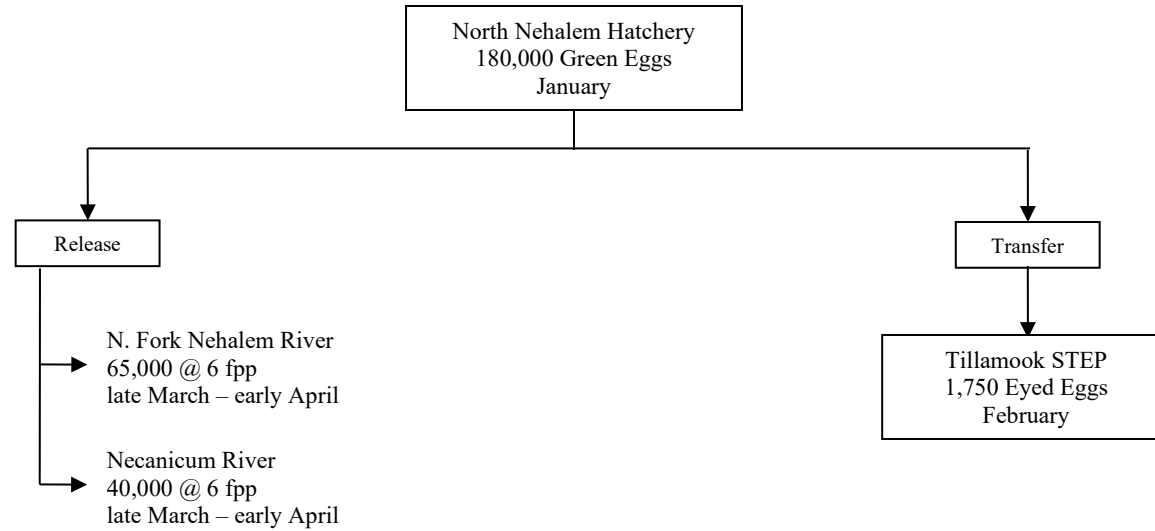 North Nehalem Hatchery
180,000 Green Eggs
January
Release
Transfer
N. Fork Nehalem River
65,000 @ 6 fpp
late March – early April
Necanicum River
40,000 @ 6 fpp
late March – early April
Tillamook STEP
1,750 Eyed Eggs
February